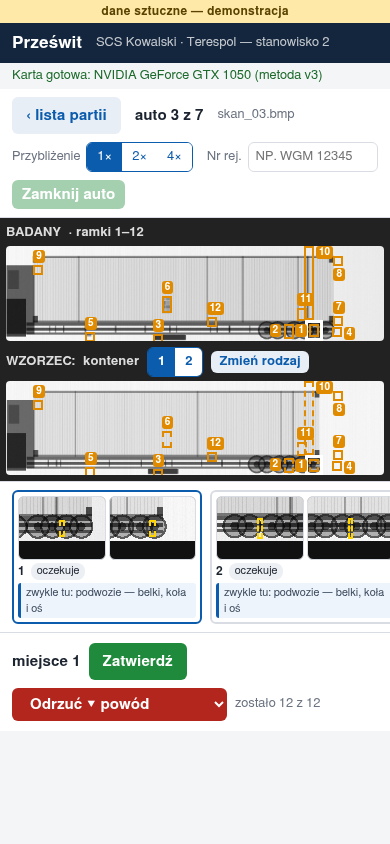 dane sztuczne — demonstracja
Prześwit SCS Kowalski · Terespol — stanowisko 2
Karta gotowa: NVIDIA GeForce GTX 1050 (metoda v3)
‹ lista partii auto 3 z 7 skan_03.bmp
Przybliżenie 1× 2× 4× Nr rej. NP. WGM 12345
Zamknij auto
BADANY · ramki 1–12
9 10 8 6 11 12 7 5 3 2 1 4
WZORZEC: kontener 1 2 Zmień rodzaj
9 10 8 6 11 12 7 5 3 2 1 4
1 oczekuje
zwykle tu: podwozie — belki, koła
i oś
2 oczekuje
zwykle tu: podwozie — belki, koła
i oś
miejsce 1 Zatwierdź
Odrzuć ▾ powód zostało 12 z 12